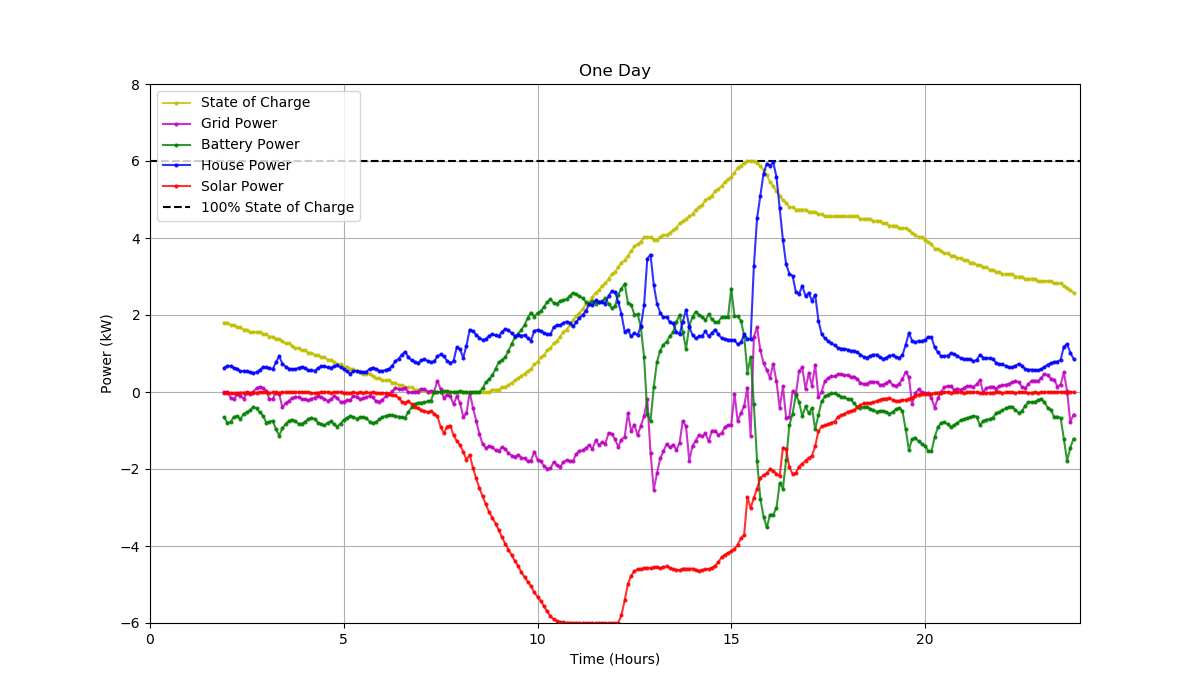 One Day
8
6
4
2
0
−2
−4
−6
Power (kW)
State of Charge
Grid Power
Battery Power
House Power
Solar Power
100% State of Charge
0 5 10 15 20
Time (Hours)